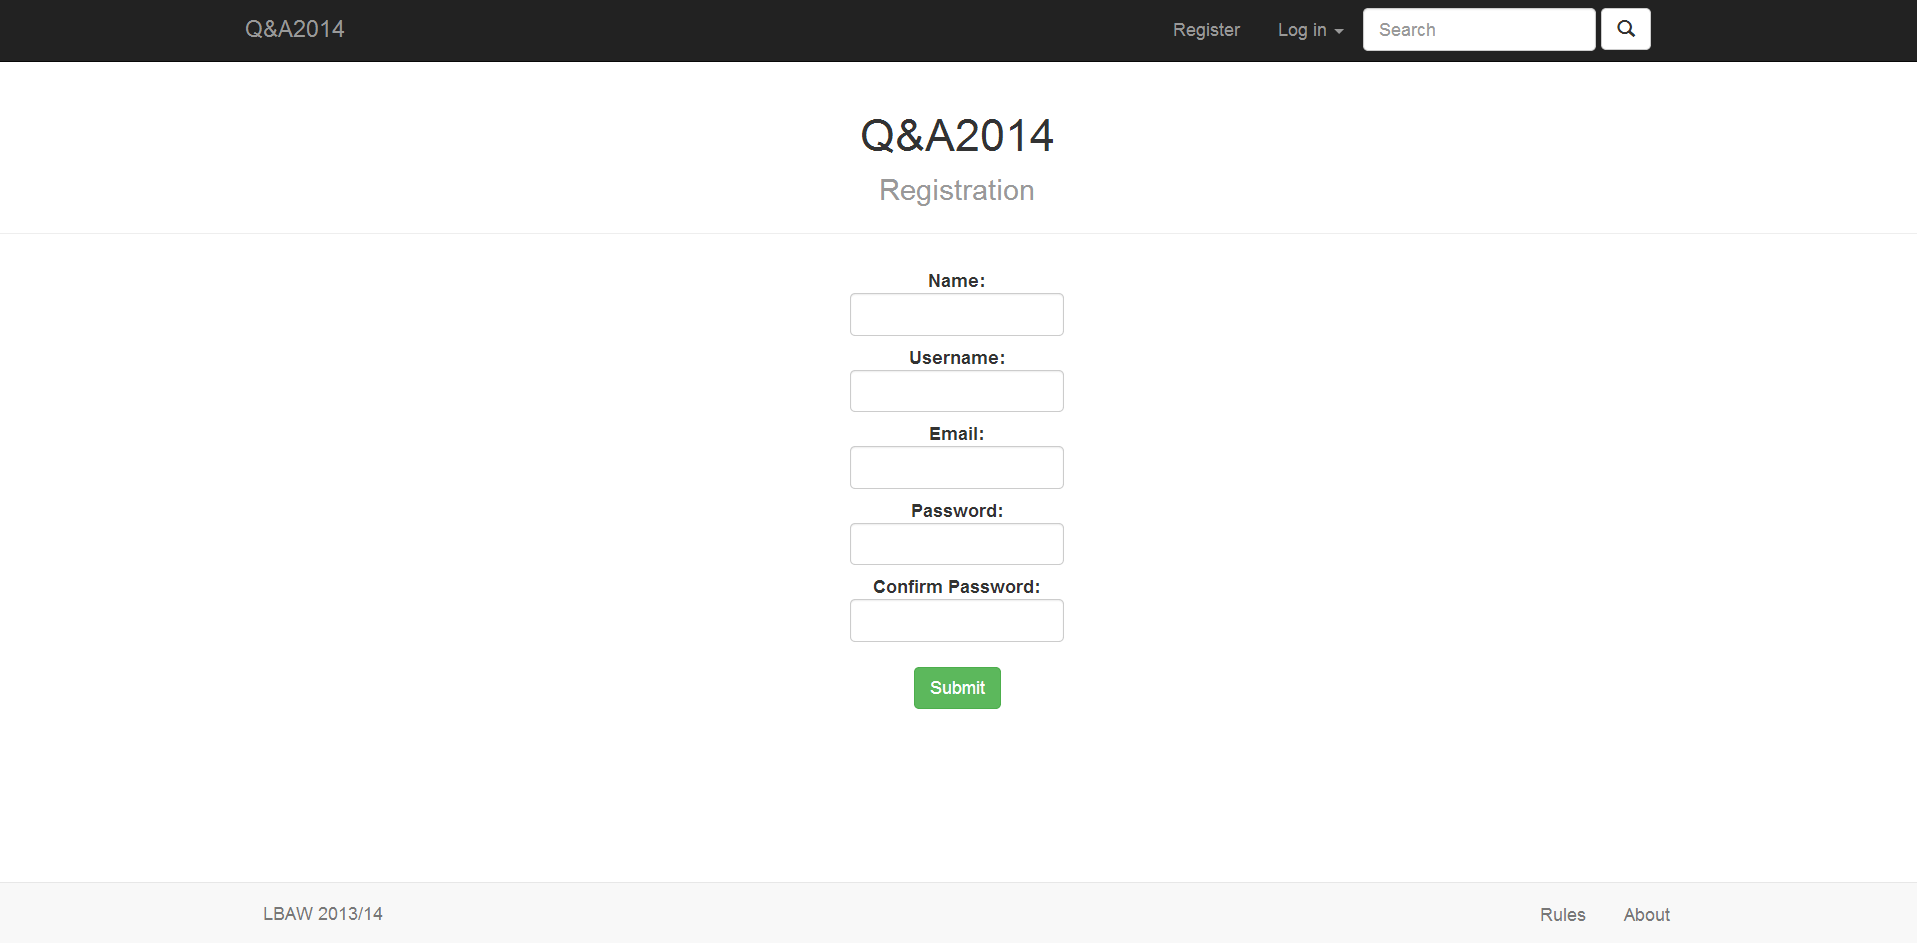 Q&A2014 Register Log in Search
Q&A2014
Registration
Name:
Username:
Email:
Password:
Confirm Password:
Submit
LBAW 2013/14 Rules About